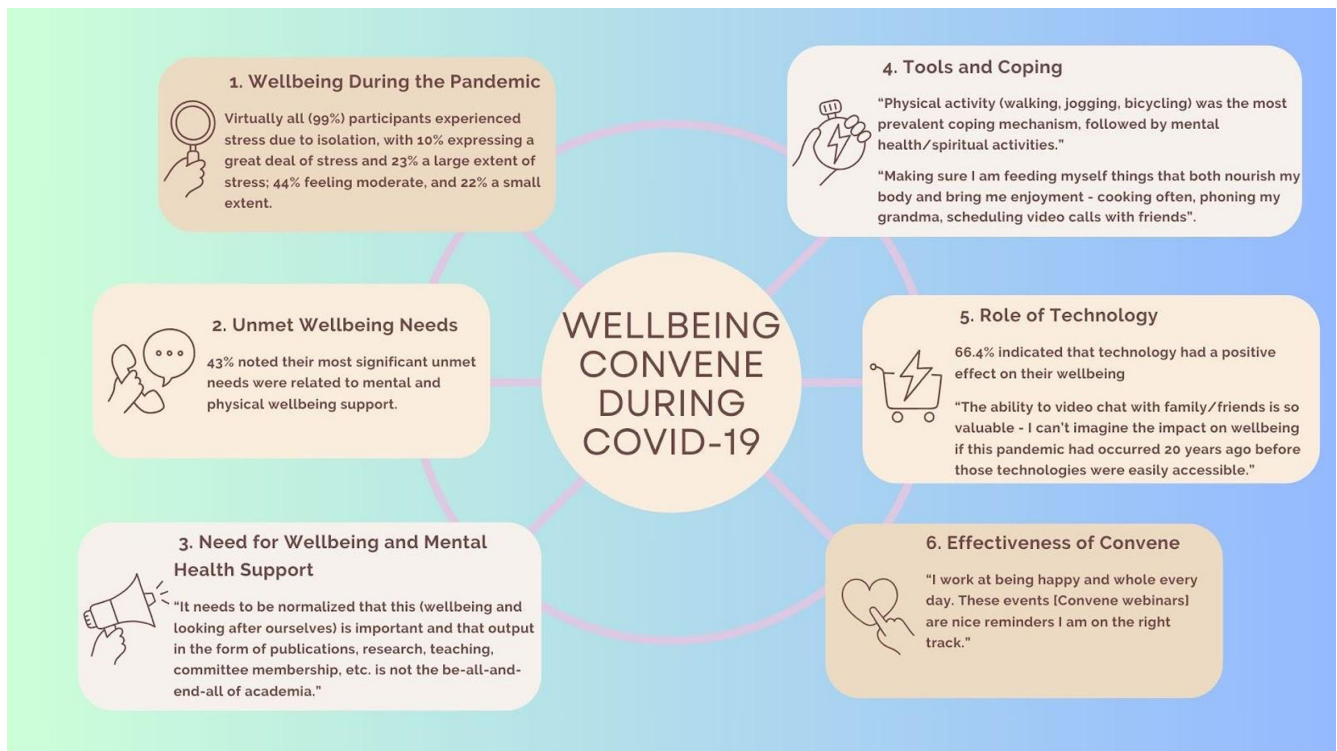 1. Wellbeing During the Pandemic
Virtually all (99%) participants experienced
stress due to isolation, with 10% expressing a
great deal of stress and 23% a large extent of
stress; 44% feeling moderate, and 22% a small
extent.
2. Unmet Wellbeing Needs
43% noted their most significant unmet
needs were related to mental and
physical wellbeing support.
3. Need for Wellbeing and Mental
Health Support
“It needs to be normalized that this (wellbeing and
looking after ourselves) is important and that output
in the form of publications, research, teaching,
committee membership, etc. is not the be-all-and-
end-all of academia.”
WELLBEING
CONVENE
DURING
COVID-19
4. Tools and Coping
“Physical activity (walking, jogging, bicycling) was the most
prevalent coping mechanism, followed by mental
health/spiritual activities.”
“Making sure I am feeding myself things that both nourish my
body and bring me enjoyment - cooking often, phoning my
grandma, scheduling video calls with friends”.
5. Role of Technology
66.4% indicated that technology had a positive
effect on their wellbeing
“The ability to video chat with family/friends is so
valuable - I can’t imagine the impact on wellbeing
if this pandemic had occurred 20 years ago before
those technologies were easily accessible.”
6. Effectiveness of Convene
“I work at being happy and whole every
day. These events [Convene webinars]
are nice reminders I am on the right
track.”